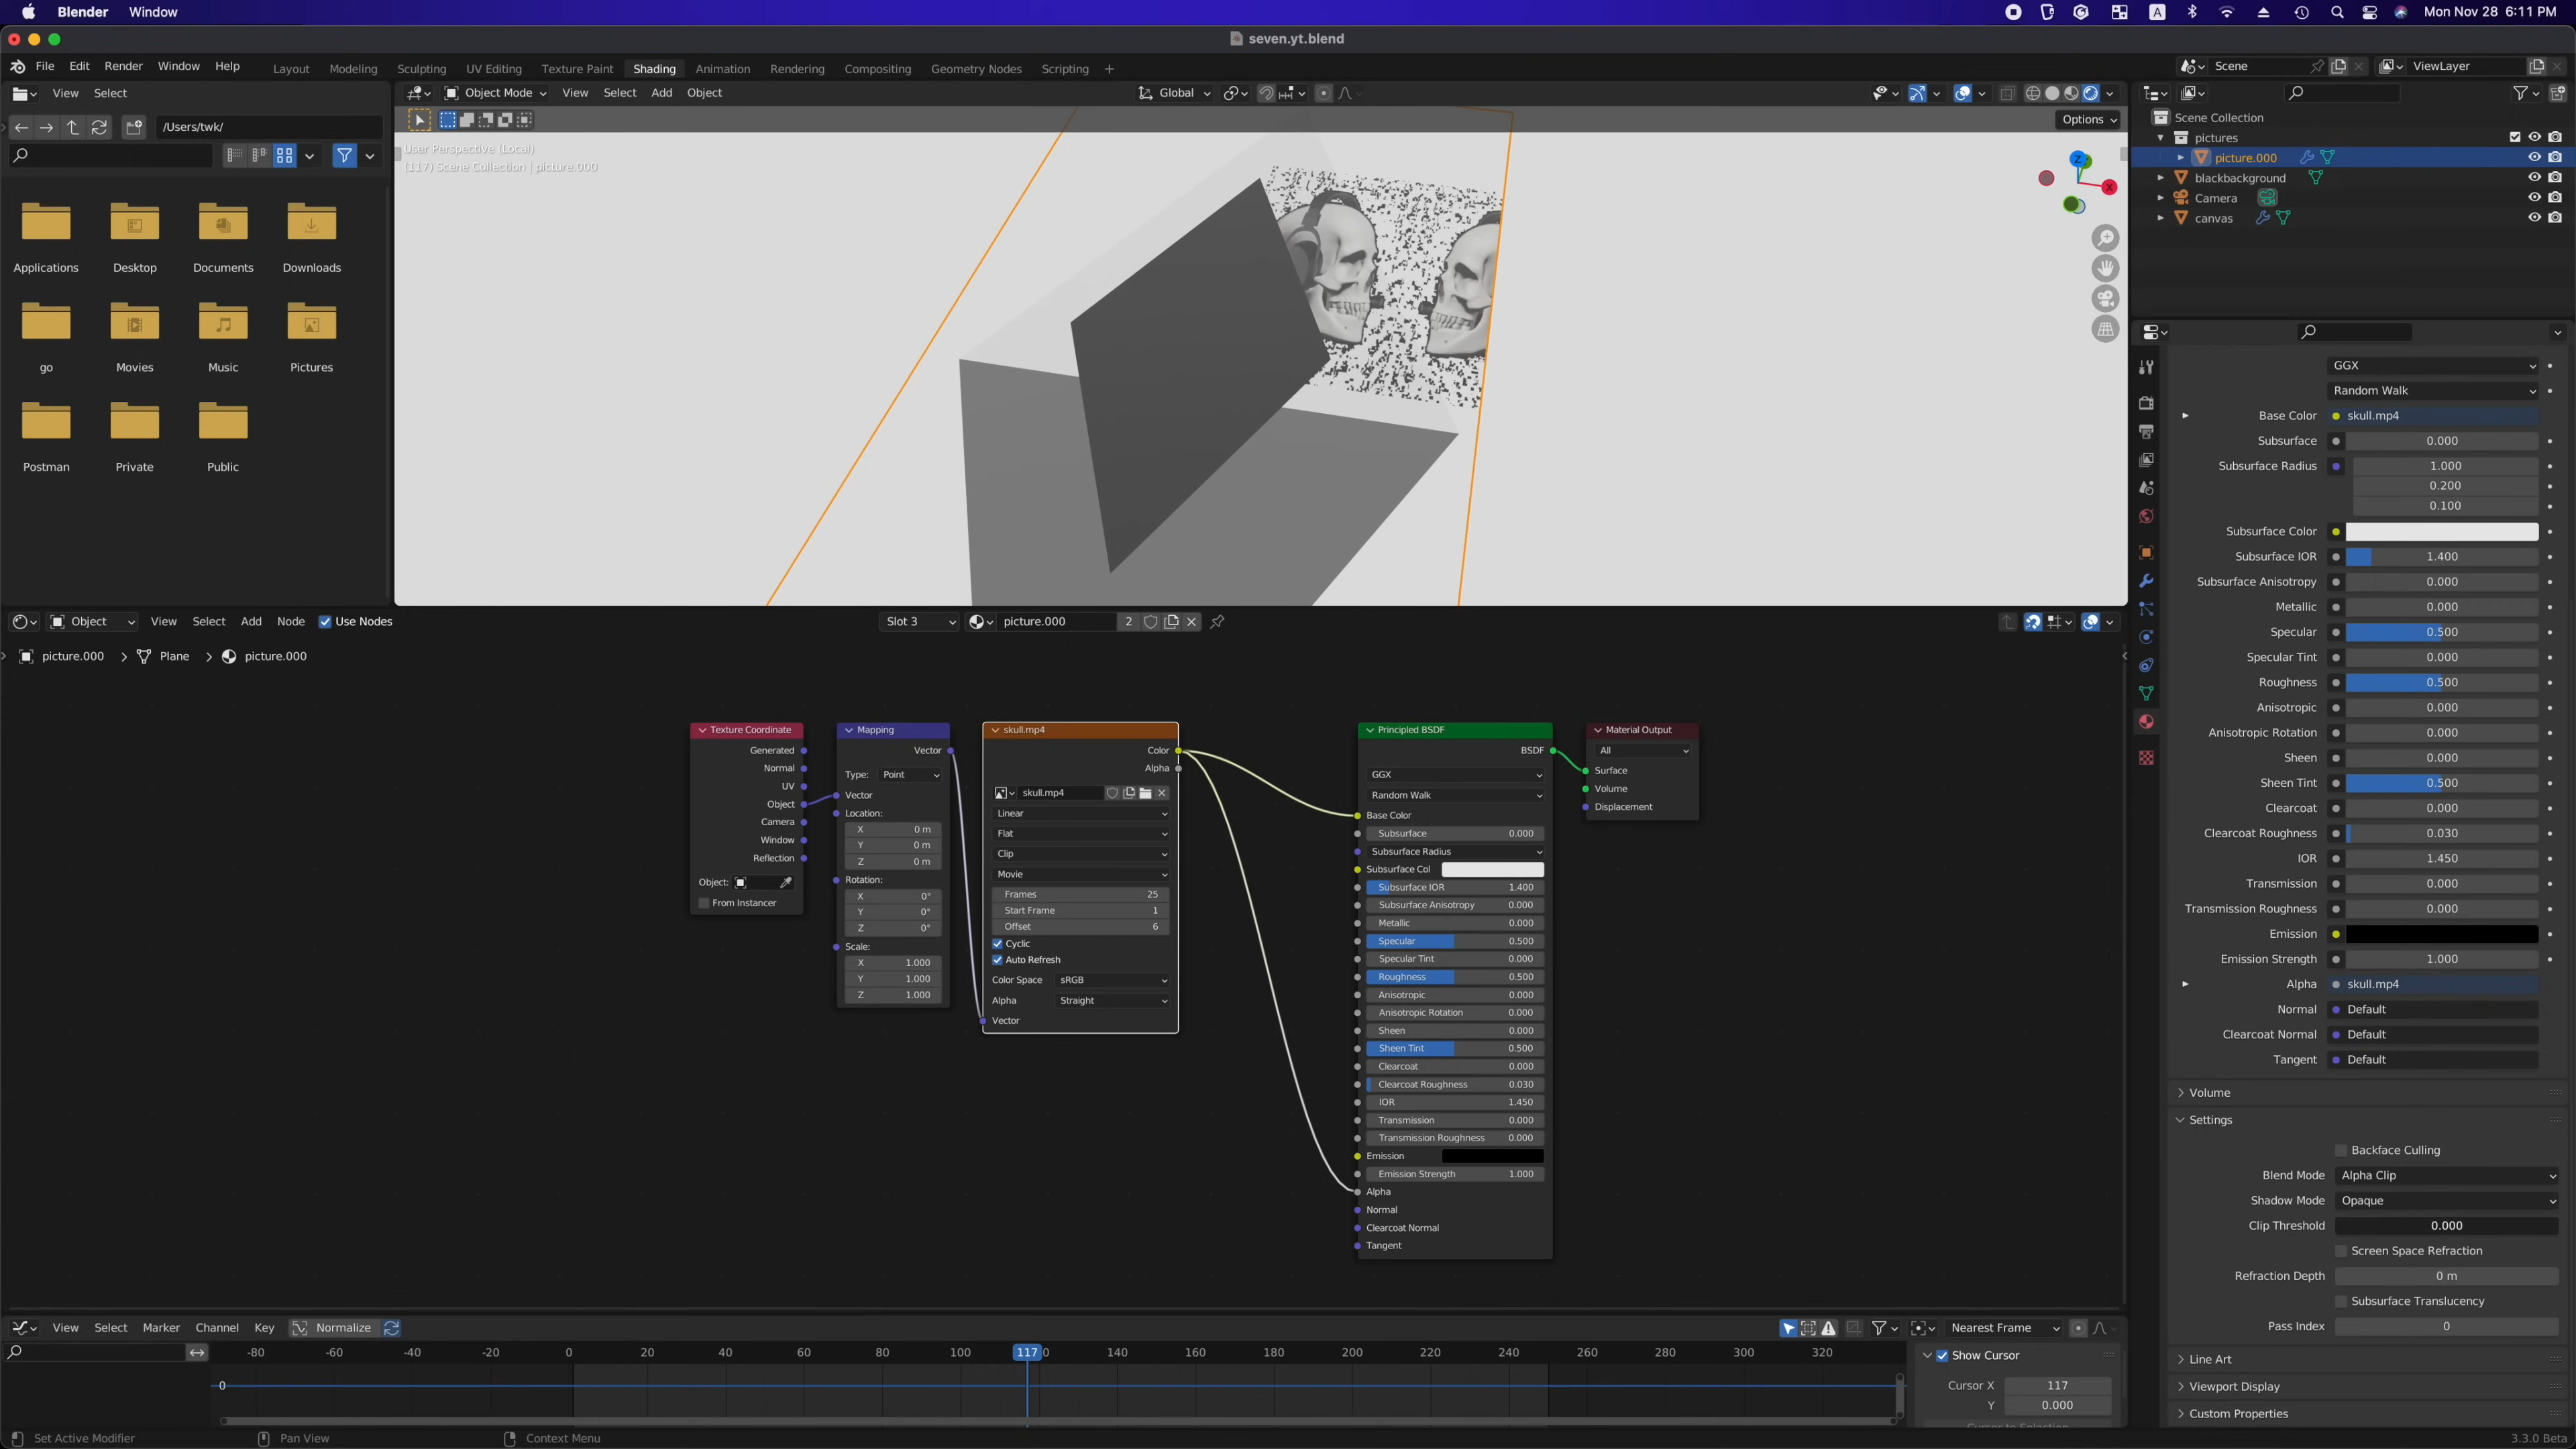 Blender Window Mon Nov 28 6:11 PM
seven.yt.blend
File Edit Render Window Help Layout Modeling Sculpting UV Editing Texture Paint Shading Animation Rendering Compositing Geometry Nodes Scripting + Scene ViewLayer
View Select
/Users/twk/
Applications Desktop Documents Downloads
go Movies Music Pictures
Postman Private Public
Object Mode View Select Add Object Global
Options
User Perspective (Local)
(117) Scene Collection | picture.000
Z
X
Scene Collection
pictures
picture.000
blackbackground
Camera
canvas
GGX
Random Walk
Base Color skull.mp4
Subsurface 0.000
Subsurface Radius 1.000
0.200
0.100
Subsurface Color
Subsurface IOR 1.400
Subsurface Anisotropy 0.000
Metallic 0.000
Specular 0.500
Specular Tint 0.000
Roughness 0.500
Anisotropic 0.000
Anisotropic Rotation 0.000
Sheen 0.000
Sheen Tint 0.500
Clearcoat 0.000
Clearcoat Roughness 0.030
IOR 1.450
Transmission 0.000
Transmission Roughness 0.000
Emission
Emission Strength 1.000
Alpha skull.mp4
Normal Default
Clearcoat Normal Default
Tangent Default
Volume
Settings
Backface Culling
Blend Mode Alpha Clip
Shadow Mode Opaque
Clip Threshold 0.000
Screen Space Refraction
Refraction Depth 0 m
Subsurface Translucency
Pass Index 0
Line Art
Viewport Display
Custom Properties
Object View Select Add Node Use Nodes Slot 3 picture.000 2
picture.000 Plane picture.000
Texture Coordinate
Generated
Normal
UV
Object
Camera
Window
Reflection
Object:
From Instancer
Mapping
Vector
Type: Point
Vector
Location:
X 0 m
Y 0 m
Z 0 m
Rotation:
X 0°
Y 0°
Z 0°
Scale:
X 1.000
Y 1.000
Z 1.000
skull.mp4
Color
Alpha
skull.mp4
Linear
Flat
Clip
Movie
Frames 25
Start Frame 1
Offset 6
Cyclic
Auto Refresh
Color Space sRGB
Alpha Straight
Vector
Principled BSDF
BSDF
GGX
Random Walk
Base Color
Subsurface 0.000
Subsurface Radius
Subsurface Col
Subsurface IOR 1.400
Subsurface Anisotropy 0.000
Metallic 0.000
Specular 0.500
Specular Tint 0.000
Roughness 0.500
Anisotropic 0.000
Anisotropic Rotation 0.000
Sheen 0.000
Sheen Tint 0.500
Clearcoat 0.000
Clearcoat Roughness 0.030
IOR 1.450
Transmission 0.000
Transmission Roughness 0.000
Emission
Emission Strength 1.000
Alpha
Normal
Clearcoat Normal
Tangent
Material Output
All
Surface
Volume
Displacement
View Select Marker Channel Key Normalize Nearest Frame
-80 -60 -40 -20 0 20 40 60 80 100 117 140 160 180 200 220 240 260 280 300 320
0
Show Cursor
Cursor X 117
Y 0.000
Set Active Modifier Pan View Context Menu 3.3.0 Beta